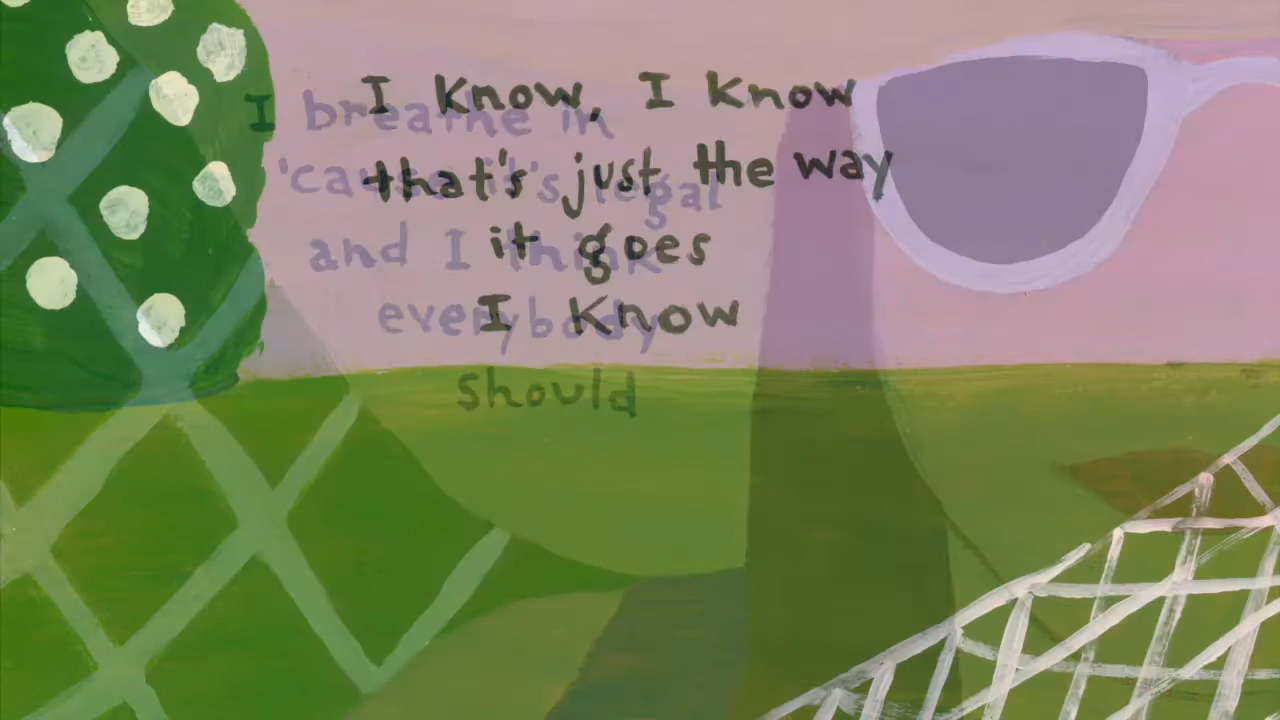 I know, I know
that's just the way
it goes
I know
I breathe in
'cause it's legal
and I think
everybody
should